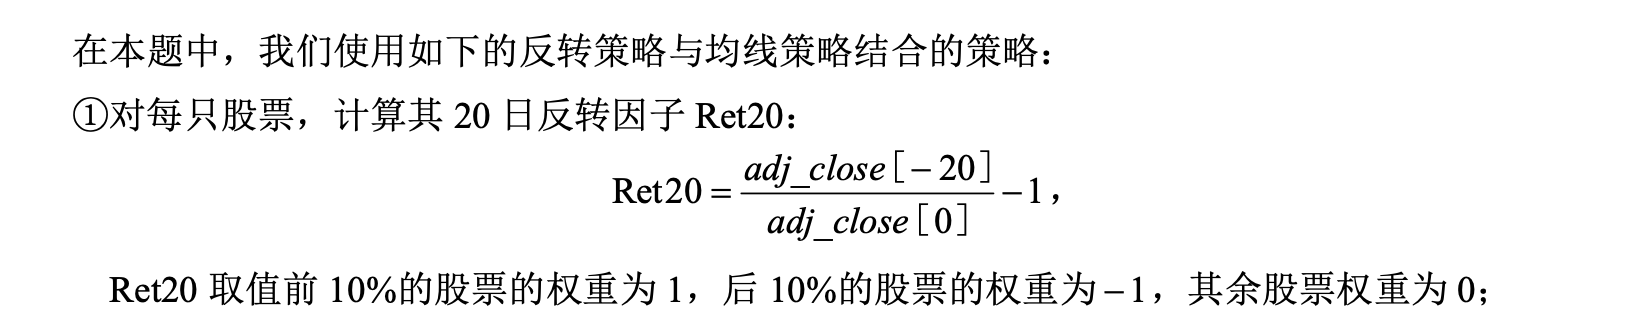 在本题中，我们使用如下的反转策略与均线策略结合的策略：
①对每只股票，计算其 20 日反转因子 Ret20：
Ret20 = adj_close[−20] / adj_close[0] − 1，
Ret20 取值前 10%的股票的权重为 1，后 10%的股票的权重为−1，其余股票权重为 0；